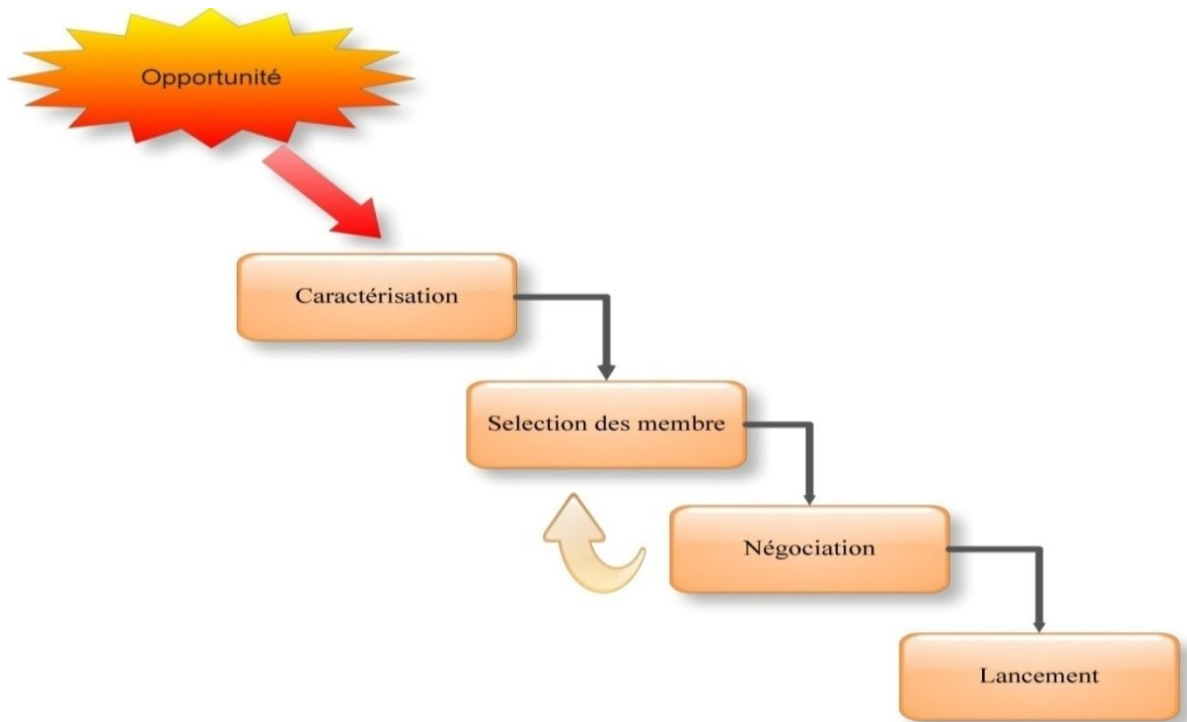 Opportunité
Caractérisation
Selection des membre
Négociation
Lancement